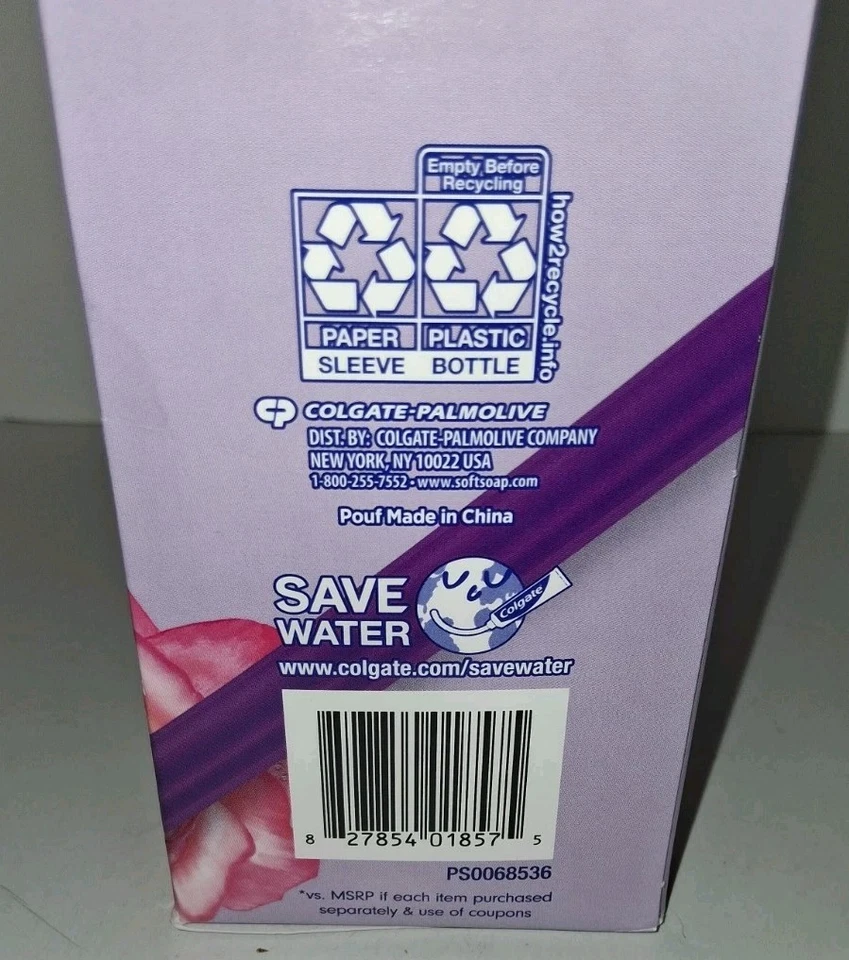 Empty Before
Recycling
PAPER
PLASTIC
SLEEVE
BOTTLE
how2recycle.info
CP COLGATE-PALMOLIVE
DIST. BY: COLGATE-PALMOLIVE COMPANY
NEW YORK, NY 10022 USA
1-800-255-7552 • www.softsoap.com
Pouf Made in China
SAVE
WATER
Colgate
www.colgate.com/savewater
8 27854 01857 5
PS0068536
*vs. MSRP if each item purchased
separately & use of coupons